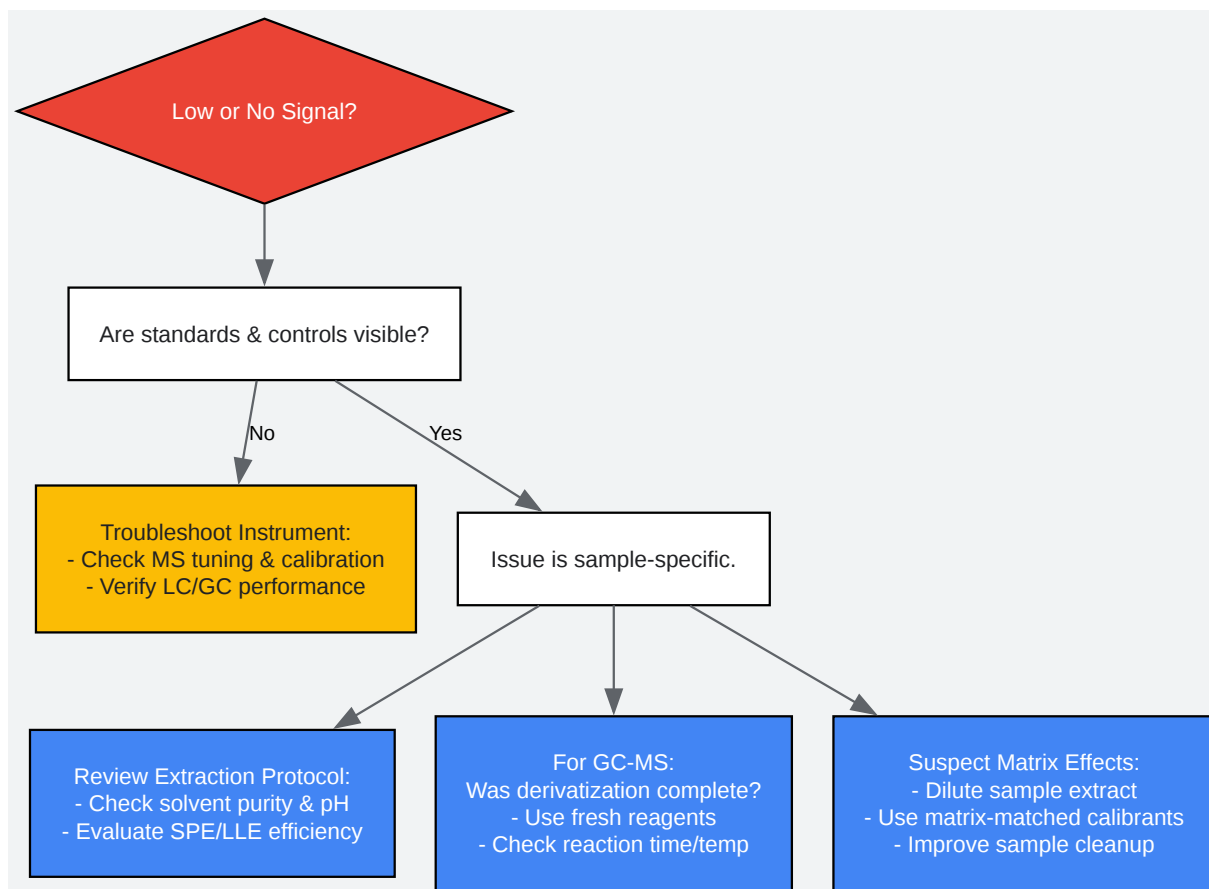 Low or No Signal?
Are standards & controls visible?
No
Yes
Troubleshoot Instrument:
- Check MS tuning & calibration
- Verify LC/GC performance
Issue is sample-specific.
Review Extraction Protocol:
- Check solvent purity & pH
- Evaluate SPE/LLE efficiency
For GC-MS:
Was derivatization complete?
- Use fresh reagents
- Check reaction time/temp
Suspect Matrix Effects:
- Dilute sample extract
- Use matrix-matched calibrants
- Improve sample cleanup